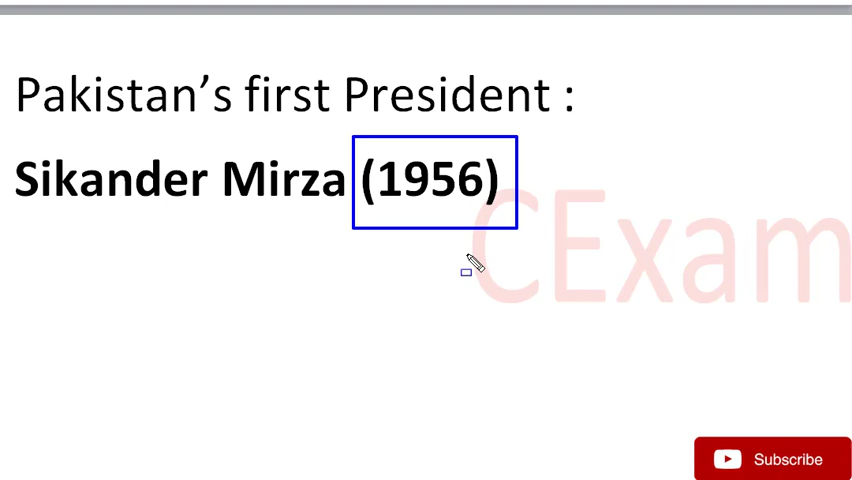 Pakistan’s first President :
Sikander Mirza (1956)
CExam
Subscribe